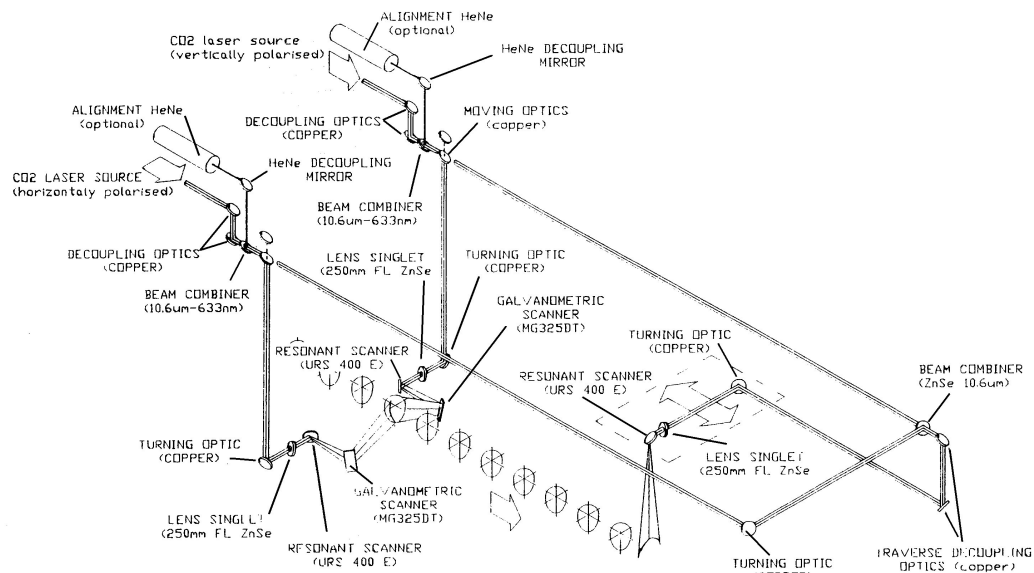 ALIGNMENT HeNe
(optional)
CO2 laser source
(vertically polarised)
HeNe DECOUPLING
MIRROR
ALIGNMENT HeNe
(optional)
DECOUPLING OPTICS
(COPPER)
MOVING OPTICS
(copper)
HeNe DECOUPLING
MIRROR
CO2 LASER SOURCE
(horizontaly polarised)
BEAM COMBINER
(10.6um-633nm)
DECOUPLING OPTICS
(COPPER)
LENS SINGLET
(250mm FL ZnSe
TURNING OPTIC
(COPPER)
BEAM COMBINER
(10.6um-633nm)
GALVANOMETRIC
SCANNER
(MG325DT)
RESONANT SCANNER
(URS 400 E)
TURNING OPTIC
(COPPER)
RESONANT SCANNER
(URS 400 E)
BEAM COMBINER
(ZnSe 10.6um)
TURNING OPTIC
(COPPER)
LENS SINGLET
(250mm FL ZnSe
GALVANOMETRIC
SCANNER
(MG325DT)
LENS SINGLET
(250mm FL ZnSe
RESONANT SCANNER
(URS 400 E)
TURNING OPTIC
TRAVERSE DECOUPLING
OPTICS (copper)